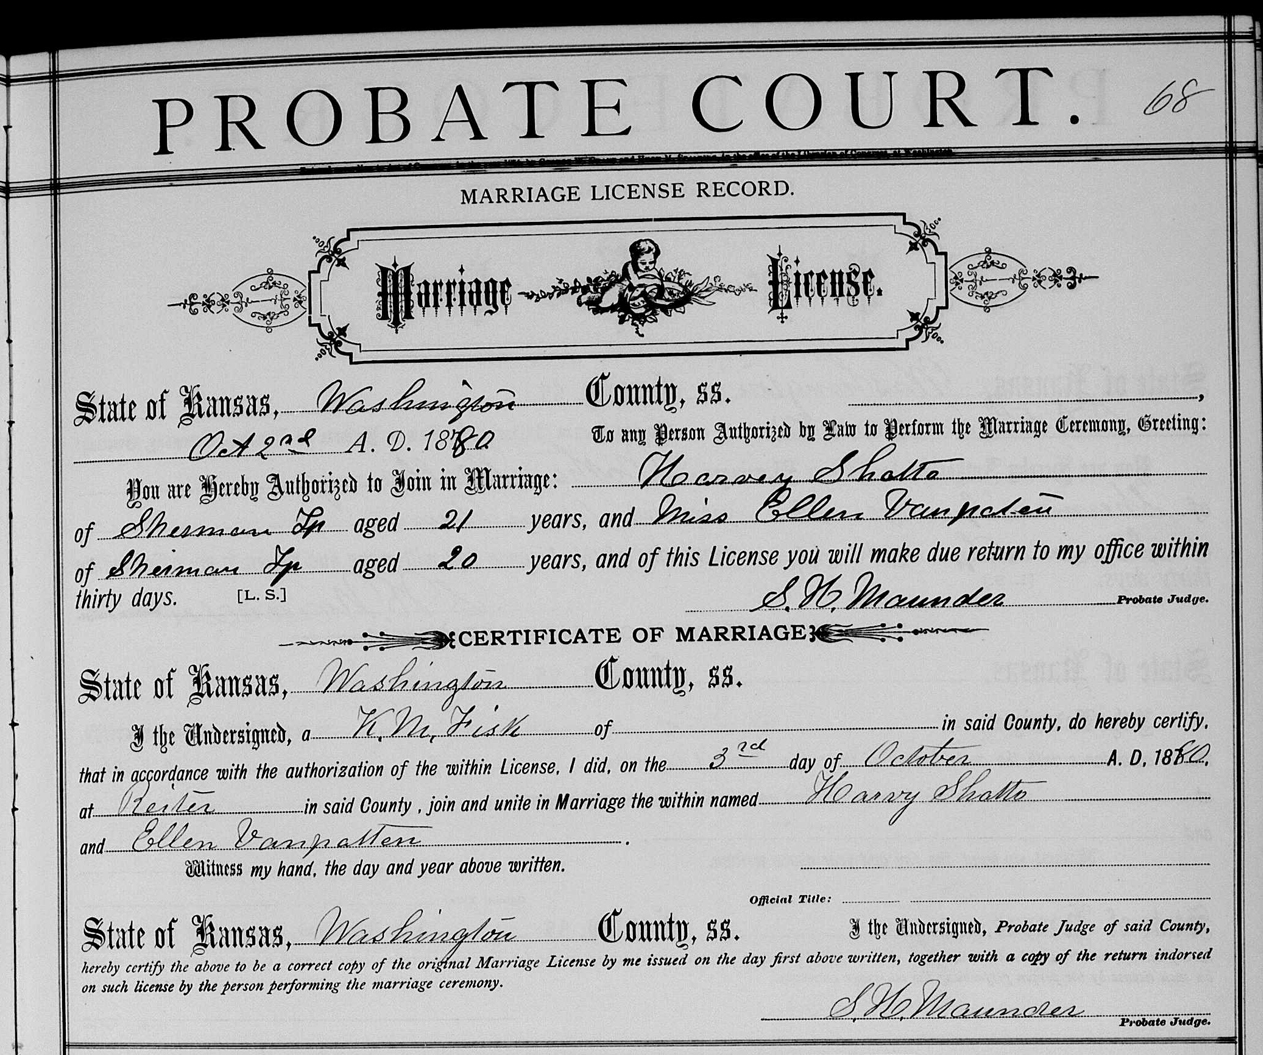 PROBATE COURT. 68
MARRIAGE LICENSE RECORD.
Marriage License.
State of Kansas, Washington County, ss. ,
Oct 2nd A. D. 1880 To any Person Authorized by Law to Perform the Marriage Ceremony, Greeting:
You are Hereby Authorized to Join in Marriage: Harvey Shatto
of Sherman Tp aged 21 years, and Miss Ellen Vanpatten
of Sherman Tp aged 20 years, and of this License you will make due return to my office within
thirty days. [L. S.] S. H. Maunder Probate Judge.
CERTIFICATE OF MARRIAGE
State of Kansas, Washington County, ss.
I the Undersigned, a K. M. Fisk of in said County, do hereby certify,
that in accordance with the authorization of the within License, I did, on the 3rd day of October A. D, 1880,
at Reiter in said County, join and unite in Marriage the within named Harvy Shatto
and Ellen Vanpatten .
Witness my hand, the day and year above written.
Official Title:
State of Kansas, Washington County, ss. I the Undersigned, Probate Judge of said County,
hereby certify the above to be a correct copy of the original Marriage License by me issued on the day first above written, together with a copy of the return indorsed
on such license by the person performing the marriage ceremony.
S. H. Maunder
Probate Judge.